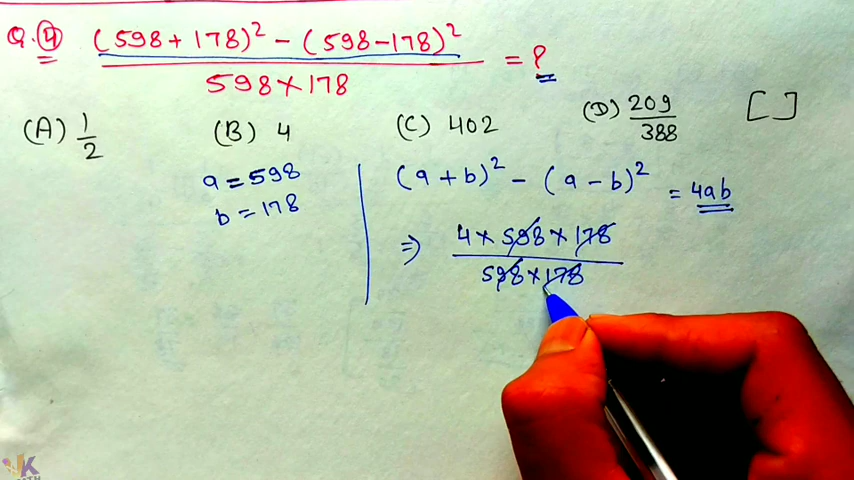 Q.4 (598+178)² - (598-178)² / 598×178 = ?
(A) 1/2 (B) 4 (C) 402 (D) 209/388 [ ]
a = 598
b = 178
(a + b)² - (a - b)² = 4ab
⇒ 4 × 598 × 178 / 598 × 178